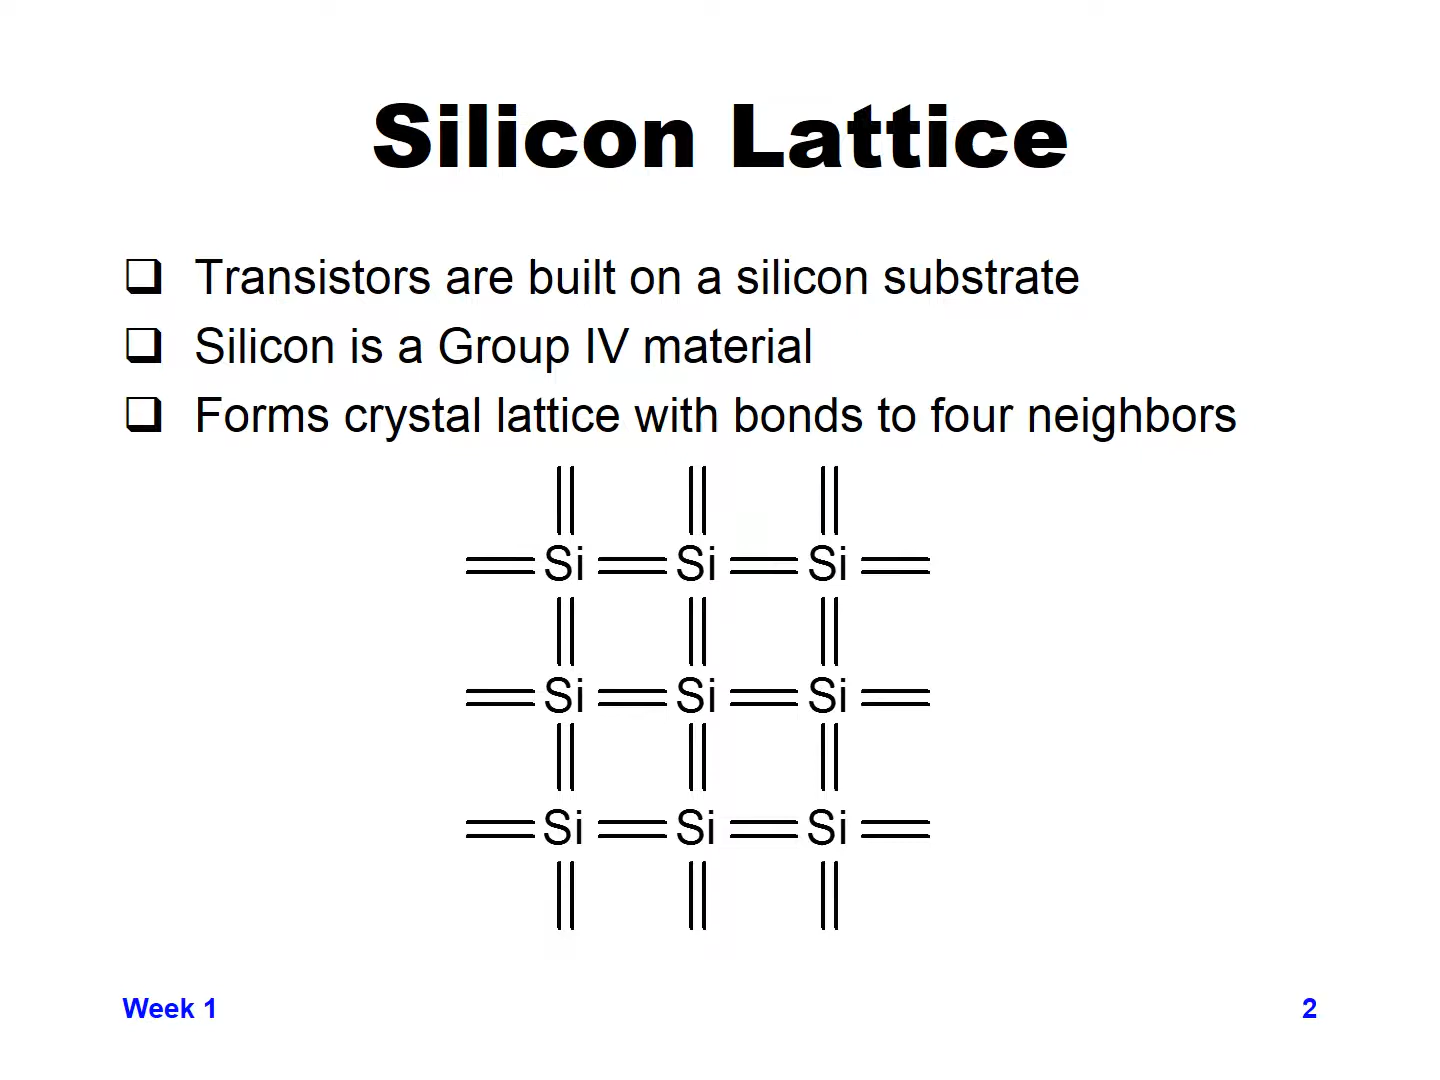 Silicon Lattice
Transistors are built on a silicon substrate
Silicon is a Group IV material
Forms crystal lattice with bonds to four neighbors
Si Si Si
Si Si Si
Si Si Si
Week 1
2